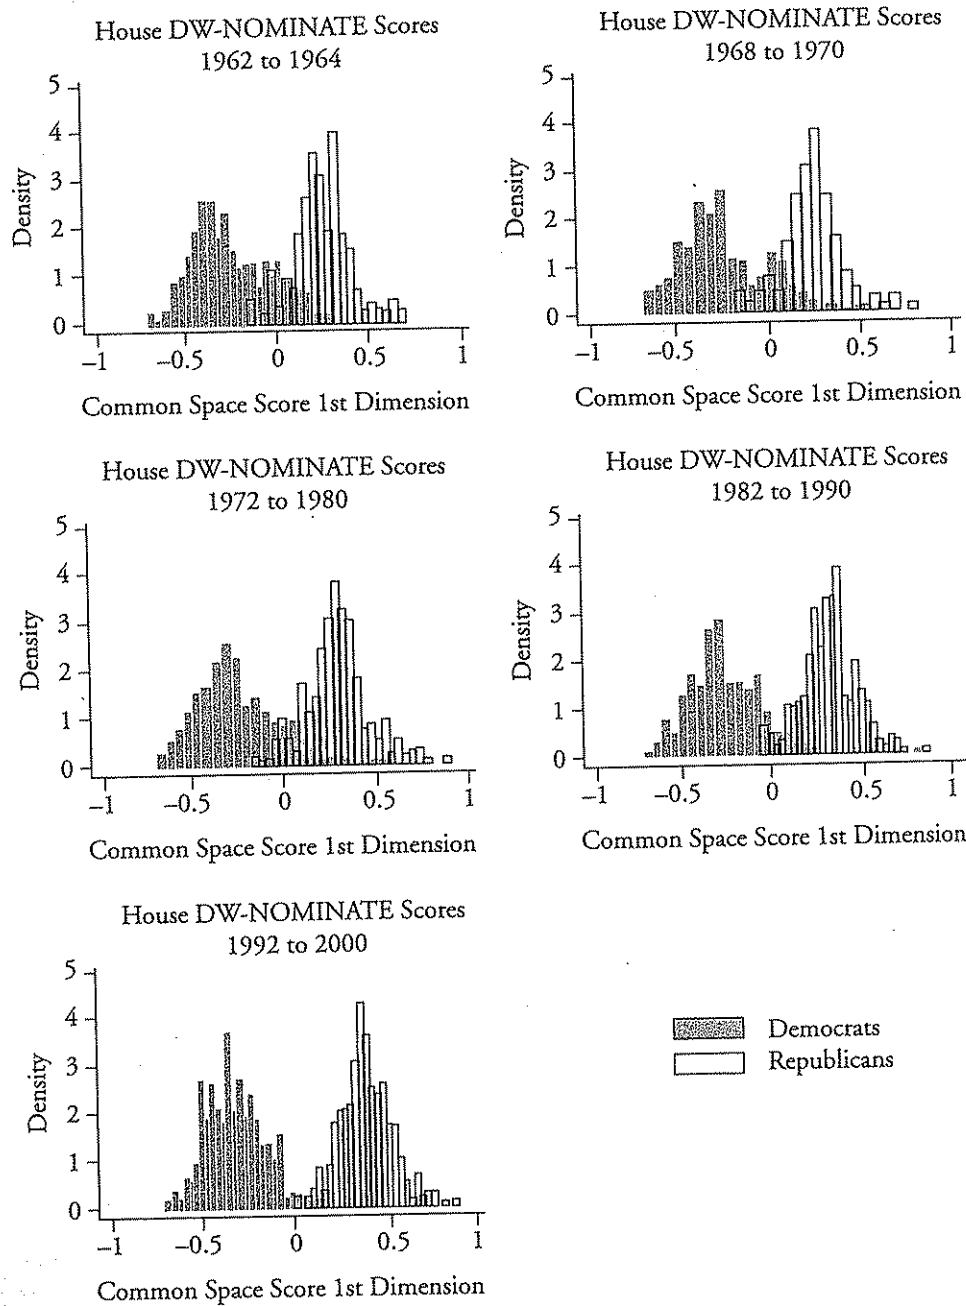 House DW-NOMINATE Scores
1962 to 1964
5
4
3
2
1
0
Density
−1
−0.5
0
0.5
1
Common Space Score 1st Dimension
House DW-NOMINATE Scores
1968 to 1970
5
4
3
2
1
0
Density
−1
−0.5
0
0.5
1
Common Space Score 1st Dimension
House DW-NOMINATE Scores
1972 to 1980
5
4
3
2
1
0
Density
−1
−0.5
0
0.5
1
Common Space Score 1st Dimension
House DW-NOMINATE Scores
1982 to 1990
5
4
3
2
1
0
Density
−1
−0.5
0
0.5
1
Common Space Score 1st Dimension
House DW-NOMINATE Scores
1992 to 2000
5
4
3
2
1
0
Density
−1
−0.5
0
0.5
1
Common Space Score 1st Dimension
Democrats
Republicans